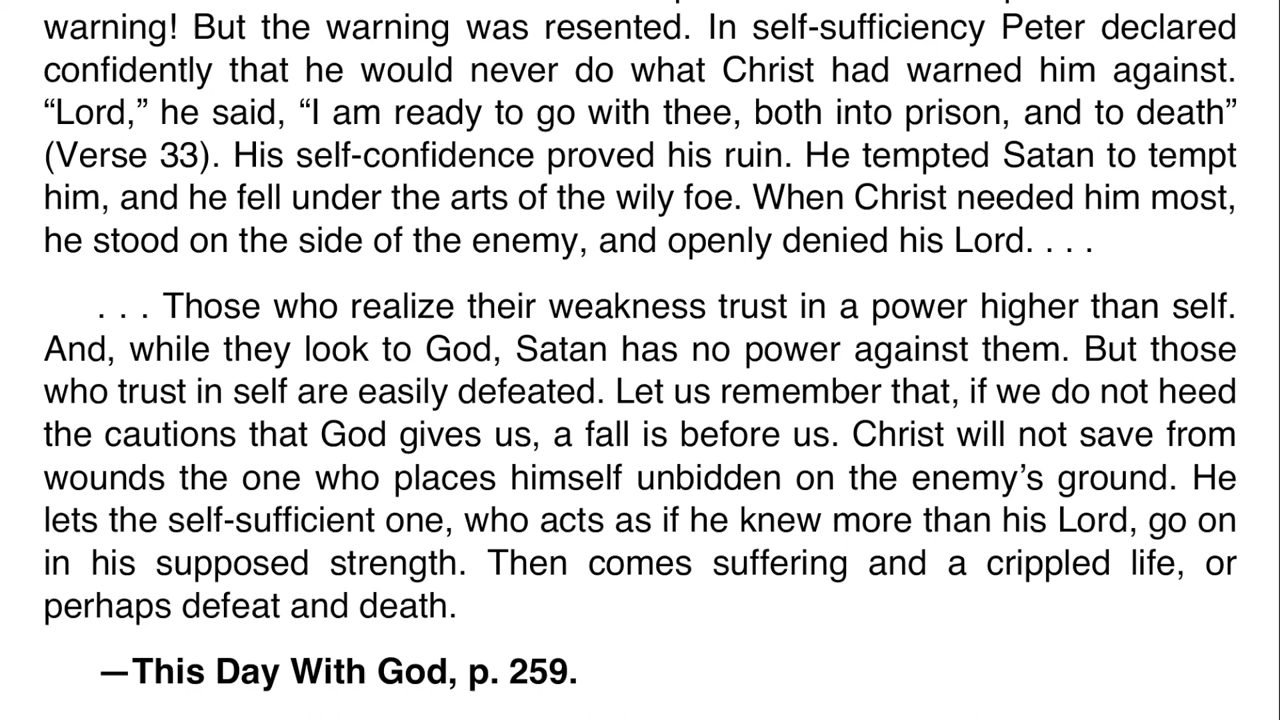 warning! But the warning was resented. In self-sufficiency Peter declared
confidently that he would never do what Christ had warned him against.
“Lord,” he said, “I am ready to go with thee, both into prison, and to death”
(Verse 33). His self-confidence proved his ruin. He tempted Satan to tempt
him, and he fell under the arts of the wily foe. When Christ needed him most,
he stood on the side of the enemy, and openly denied his Lord. . . .
. . . Those who realize their weakness trust in a power higher than self.
And, while they look to God, Satan has no power against them. But those
who trust in self are easily defeated. Let us remember that, if we do not heed
the cautions that God gives us, a fall is before us. Christ will not save from
wounds the one who places himself unbidden on the enemy’s ground. He
lets the self-sufficient one, who acts as if he knew more than his Lord, go on
in his supposed strength. Then comes suffering and a crippled life, or
perhaps defeat and death.
—This Day With God, p. 259.